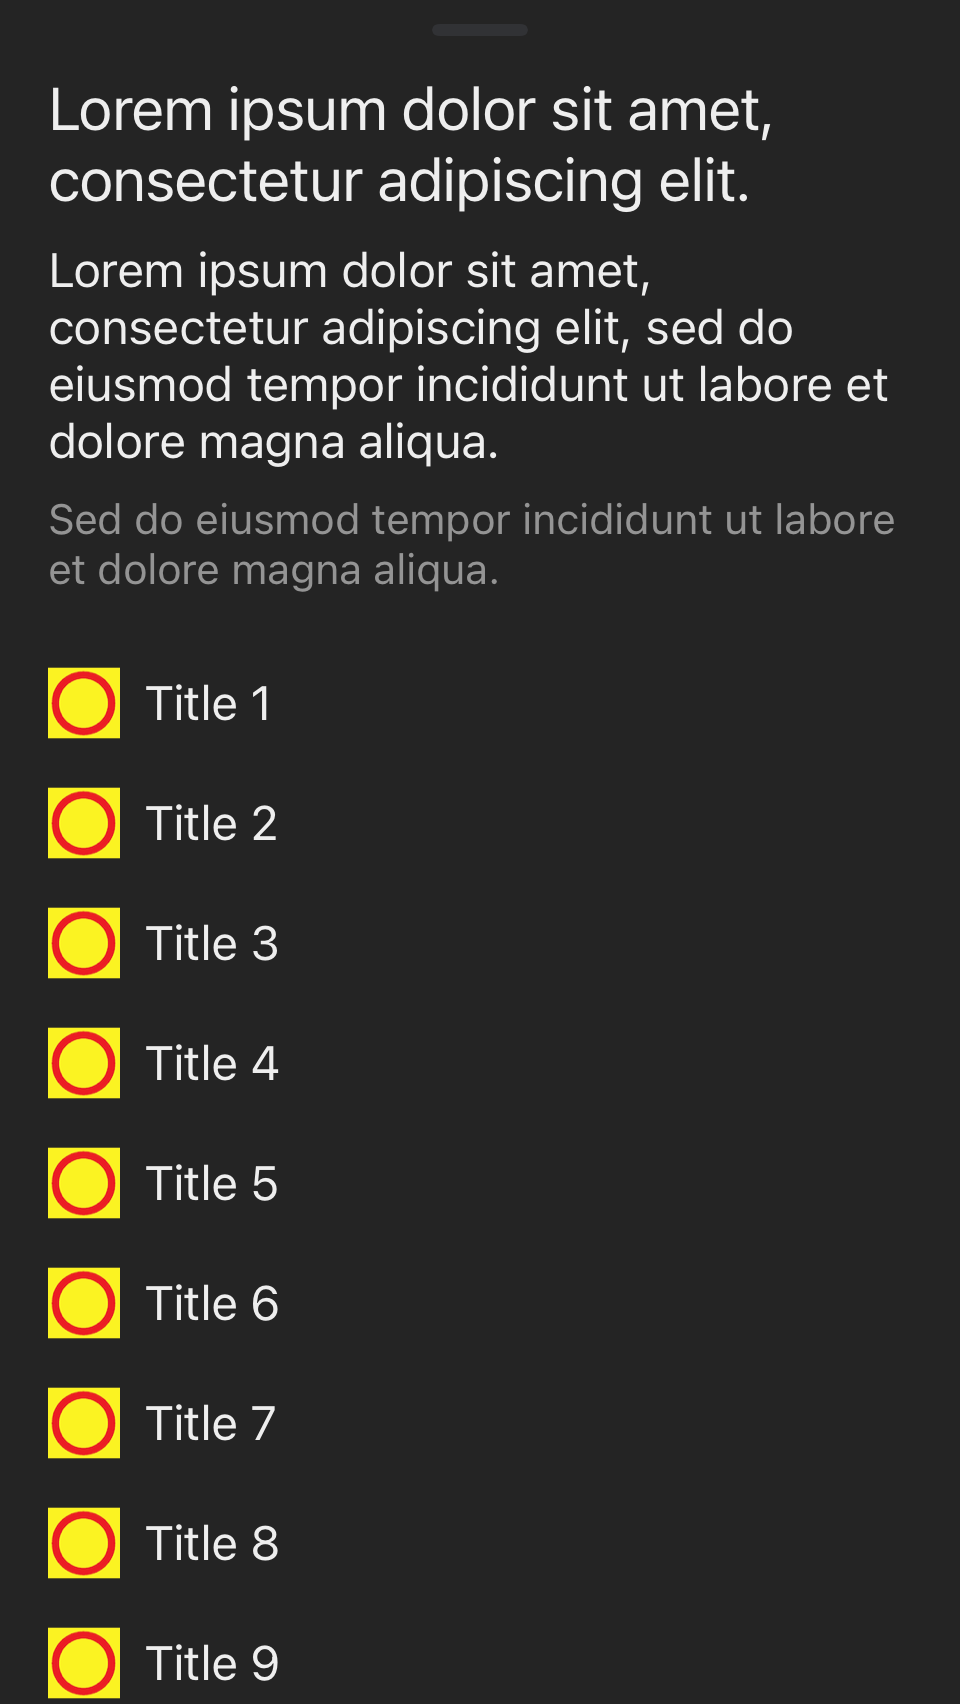 Lorem ipsum dolor sit amet,
consectetur adipiscing elit.
Lorem ipsum dolor sit amet,
consectetur adipiscing elit, sed do
eiusmod tempor incididunt ut labore et
dolore magna aliqua.
Sed do eiusmod tempor incididunt ut labore
et dolore magna aliqua.
Title 1
Title 2
Title 3
Title 4
Title 5
Title 6
Title 7
Title 8
Title 9